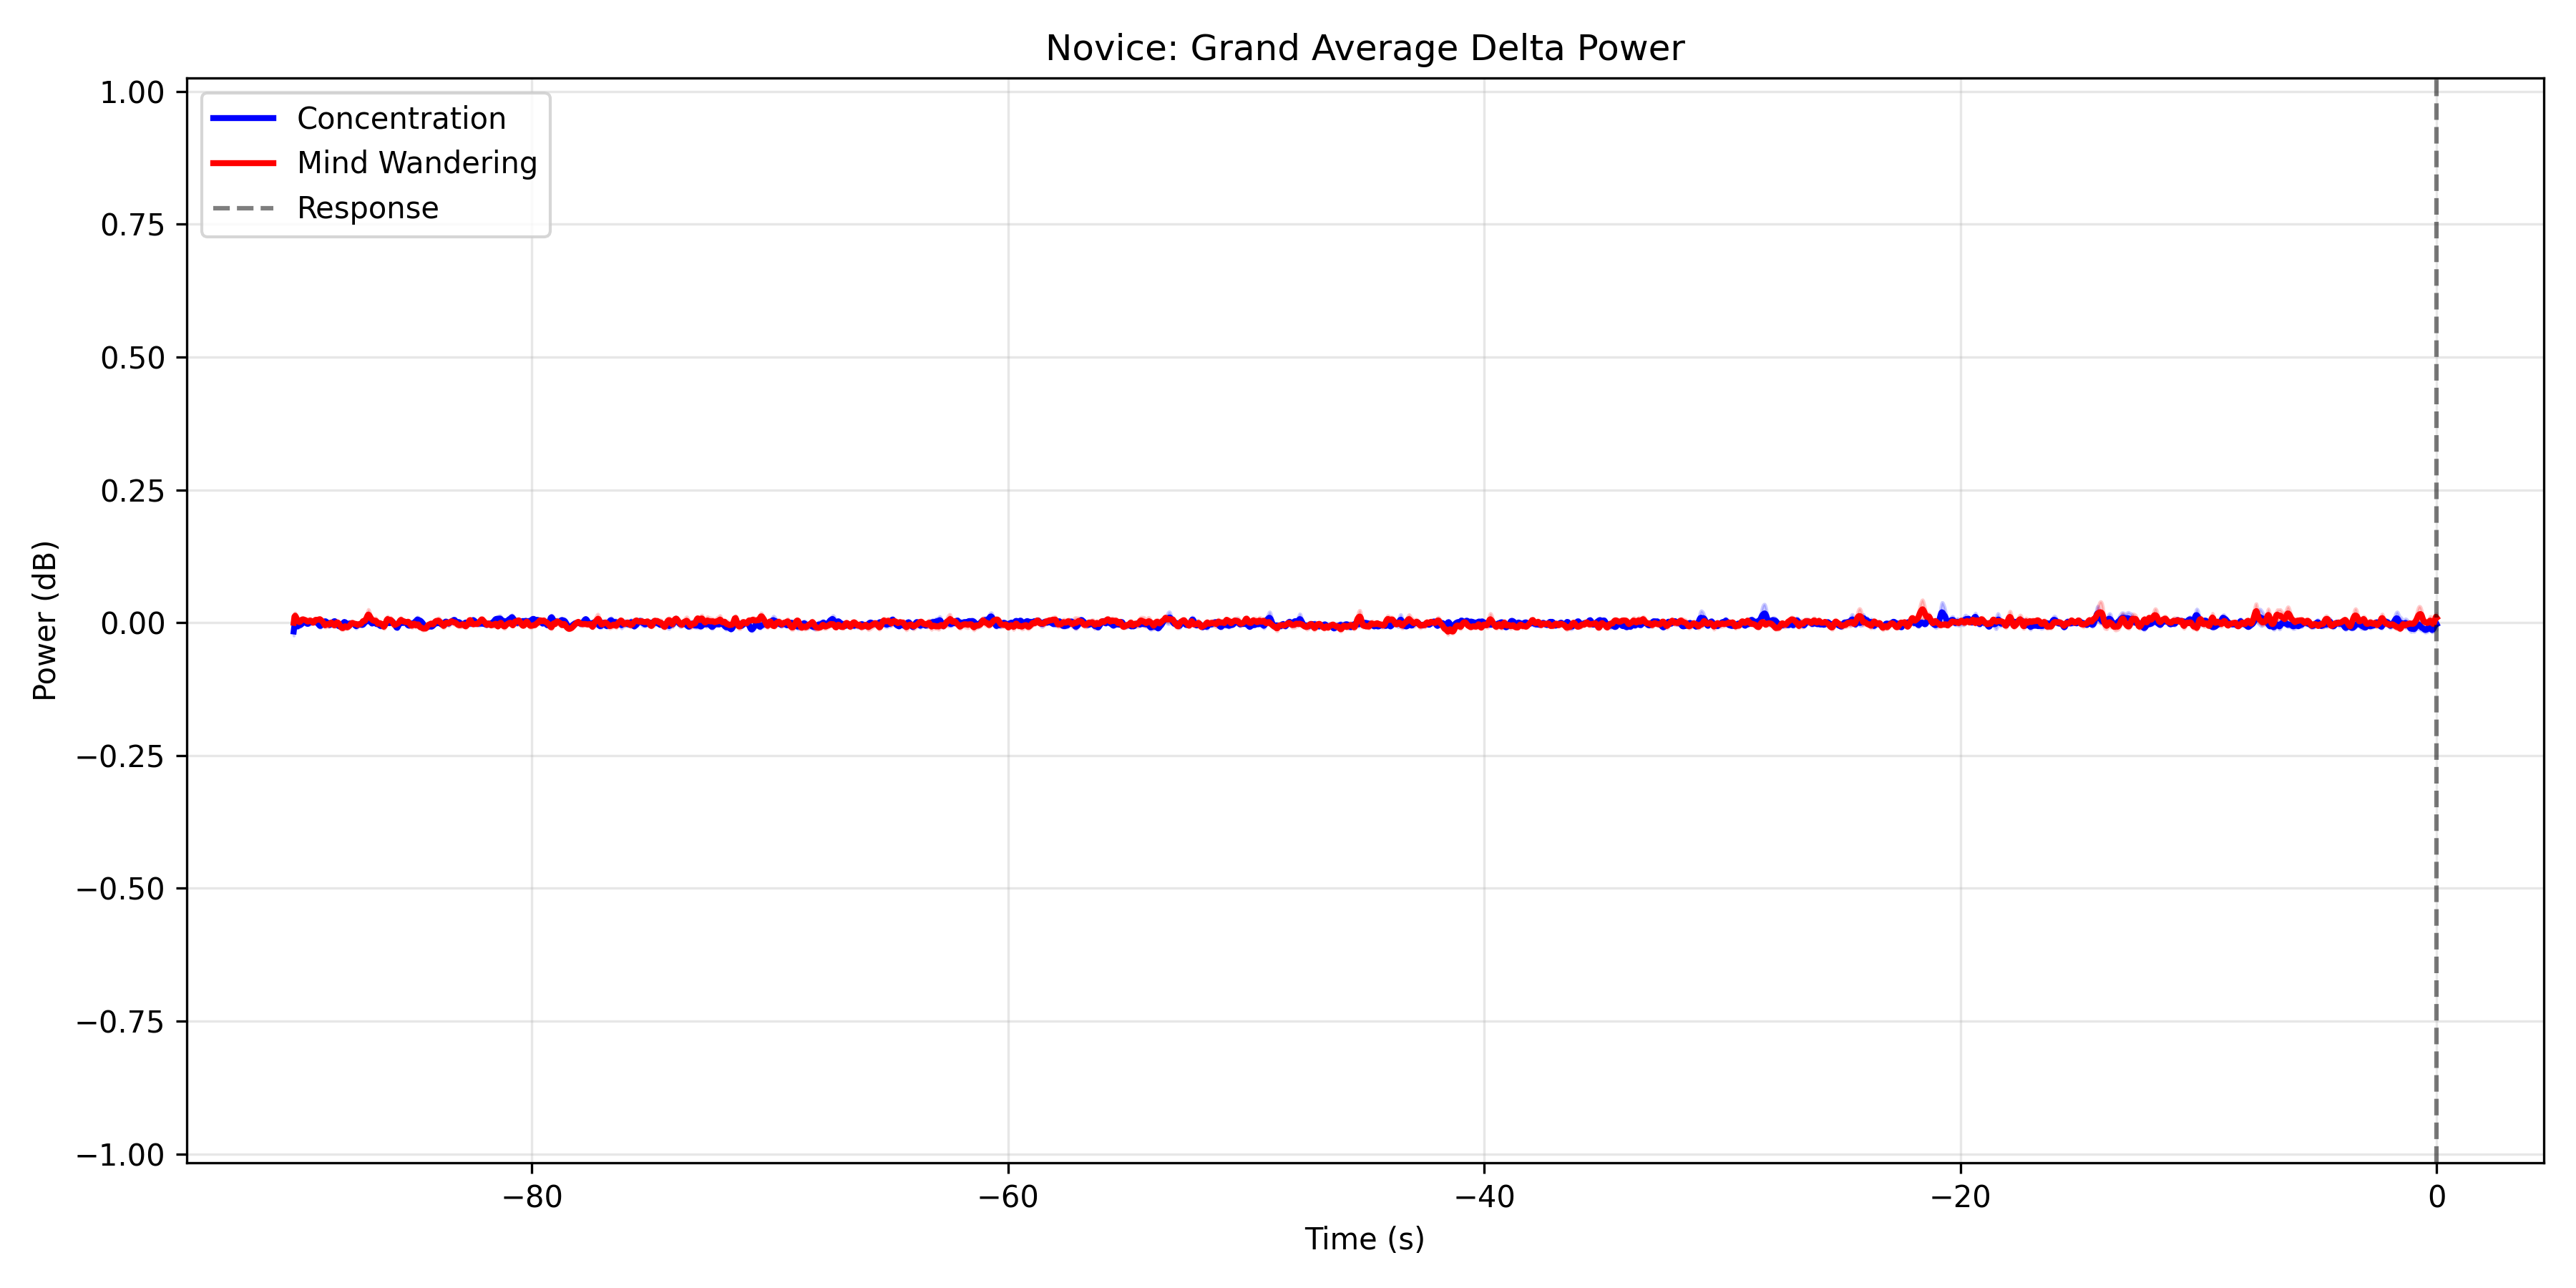 Novice: Grand Average Delta Power
Concentration
Mind Wandering
Response
1.00
0.75
0.50
0.25
0.00
−0.25
−0.50
−0.75
−1.00
Power (dB)
−80 −60 −40 −20 0
Time (s)